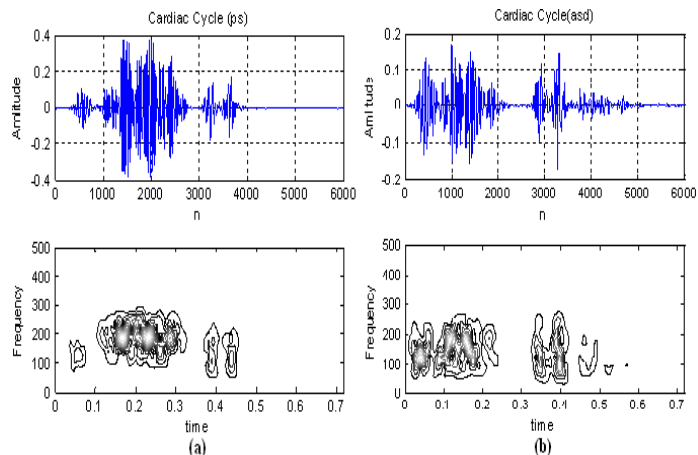 Cardiac Cycle (ps)
0.4
0.2
0
-0.2
-0.4
Amlitude
0 1000 2000 3000 4000 5000 6000
n
Cardiac Cycle(asd)
0.2
0.1
0
-0.1
-0.2
Amlitude
0 1000 2000 3000 4000 5000 6000
n
500
400
300
200
100
0
Frequency
0 0.1 0.2 0.3 0.4 0.5 0.6 0.7
time
(a)
500
400
300
200
100
0
Frequency
0 0.1 0.2 0.3 0.4 0.5 0.6 0.7
time
(b)